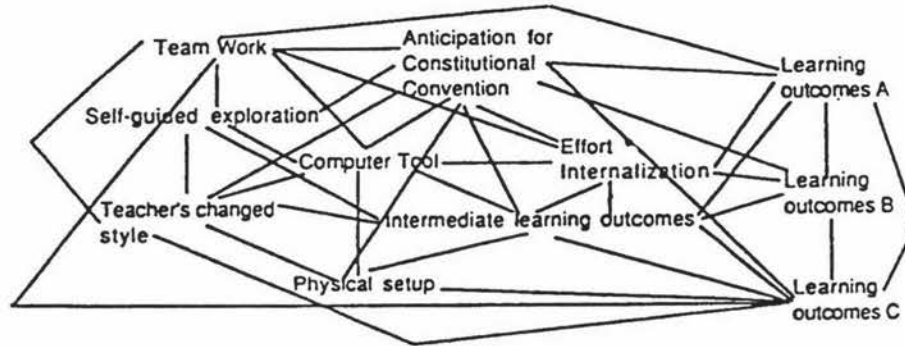 Team Work
Anticipation for
Constitutional
Convention
Learning
outcomes A
Self-guided exploration
Effort
Internalization
Computer Tool
Learning
outcomes B
Teacher's changed
style
Intermediate learning outcomes
Physical setup
Learning
outcomes C